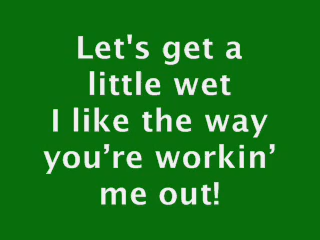 Let's get a
little wet
I like the way
you’re workin’
me out!